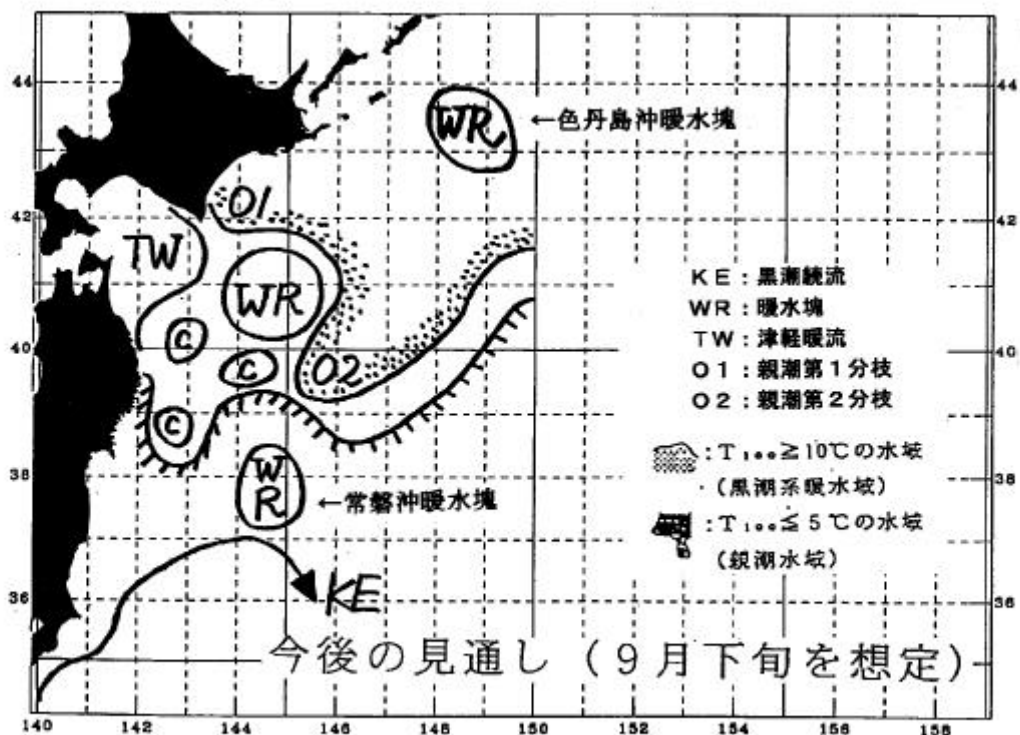 44
44
WR
←色丹島沖暖水塊
O1
42
42
TW
WR
KE:黒潮続流
WR:暖水塊
TW:津軽暖流
C
40
C
O2
40
O1:親潮第1分枝
O2:親潮第2分枝
C
:T₁₀₀≧10℃の水域
(黒潮系暖水域)
38
WR
←常磐沖暖水塊
38
:T₁₀₀≦5℃の水域
(親潮水域)
36
KE
36
今後の見通し(9月下旬を想定)
140 142 144 146 148 150 152 154 156 158